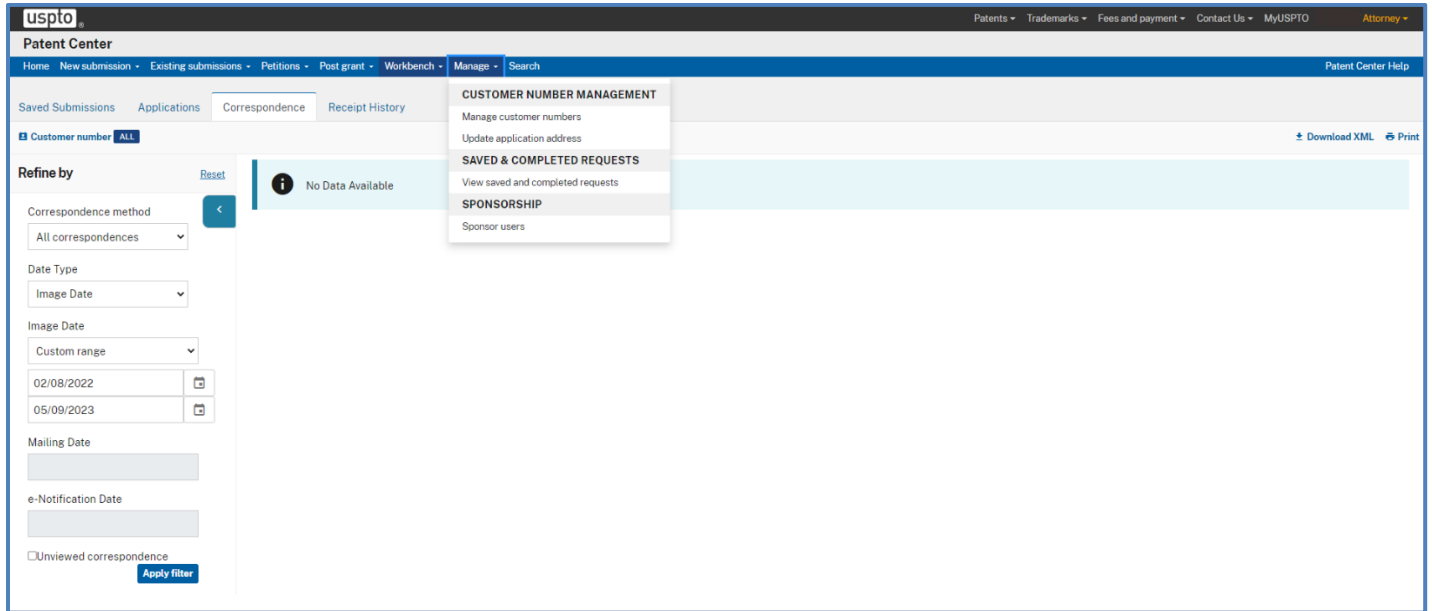 uspto®
Patents Trademarks Fees and payment Contact Us MyUSPTO Attorney
Patent Center
Home New submission Existing submissions Petitions Post grant Workbench Manage Search Patent Center Help
Saved Submissions Applications Correspondence Receipt History
Customer number ALL
Download XML Print
CUSTOMER NUMBER MANAGEMENT
Manage customer numbers
Update application address
SAVED & COMPLETED REQUESTS
View saved and completed requests
SPONSORSHIP
Sponsor users
Refine by Reset
No Data Available
Correspondence method
All correspondences
Date Type
Image Date
Image Date
Custom range
02/08/2022
05/09/2023
Mailing Date
e-Notification Date
Unviewed correspondence
Apply filter